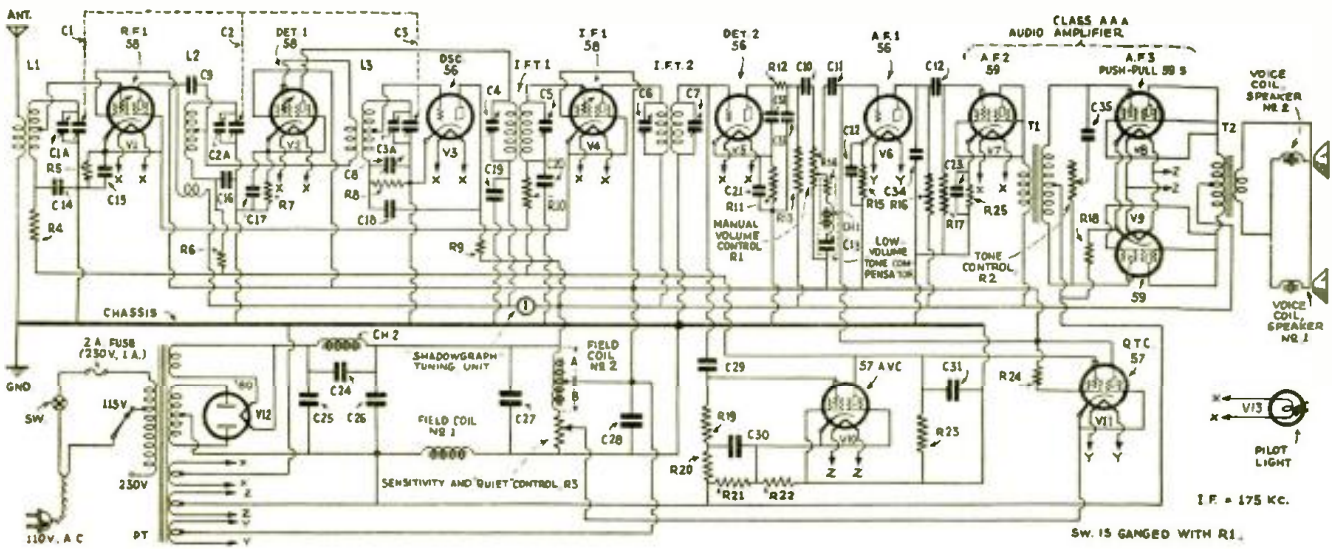 ANT.
C1
R.F.1
58
C2
DET.1
58
C3
OSC
56
I.F.1
58
DET. 2
56
A.F.1
56
CLASS AAA
AUDIO AMPLIFIER
A.F.2
59
A.F.3
PUSH-PULL 59 S
VOICE
COIL
SPEAKER
NO. 2
L1
L2
C9
L3
C4
I.F.T.1
C5
C6
I.F.T.2
C7
R12
C10
C11
C12
C35
T1
T2
C1A
V1
C2A
V2
C3A
V3
V4
V5
V6
V7
V8
R5
C14
C15
C16
C17
R7
C8
R8
C18
C19
R10
C21
R11
R13
R14
CH1
C13
C22
R15
C34
R16
C23
R17
R25
R18
V9
59
R4
R6
R9
MANUAL
VOLUME
CONTROL
R1
LOW
VOLUME
TONE COM
PENSATOR
TONE
CONTROL
R2
X X
X X
X X
X X
X X
Y Y
X X
Z
Z
VOICE
COIL,
SPEAKER
NO. 1
CHASSIS
1
GND
2 A. FUSE
(230V, 1 A.)
SW.
115V
230V
110V. A C
PT
'80
V12
CH.2
C24
C25
C26
SHADOWGRAPH
TUNING UNIT
FIELD
COIL
NO. 2
A
B
C27
C28
FIELD COIL
NO. 1
SENSITIVITY AND "QUIET" CONTROL R3
C29
R19
C30
R20
R21
R22
57 AVC
V10
Z Z
R23
C31
R24
QTC
57
V11
Y Y
X
X
V13
PILOT
LIGHT
X
X
Z
Z
Y
Y
I.F. = 175 KC.
SW. IS GANGED WITH R1.